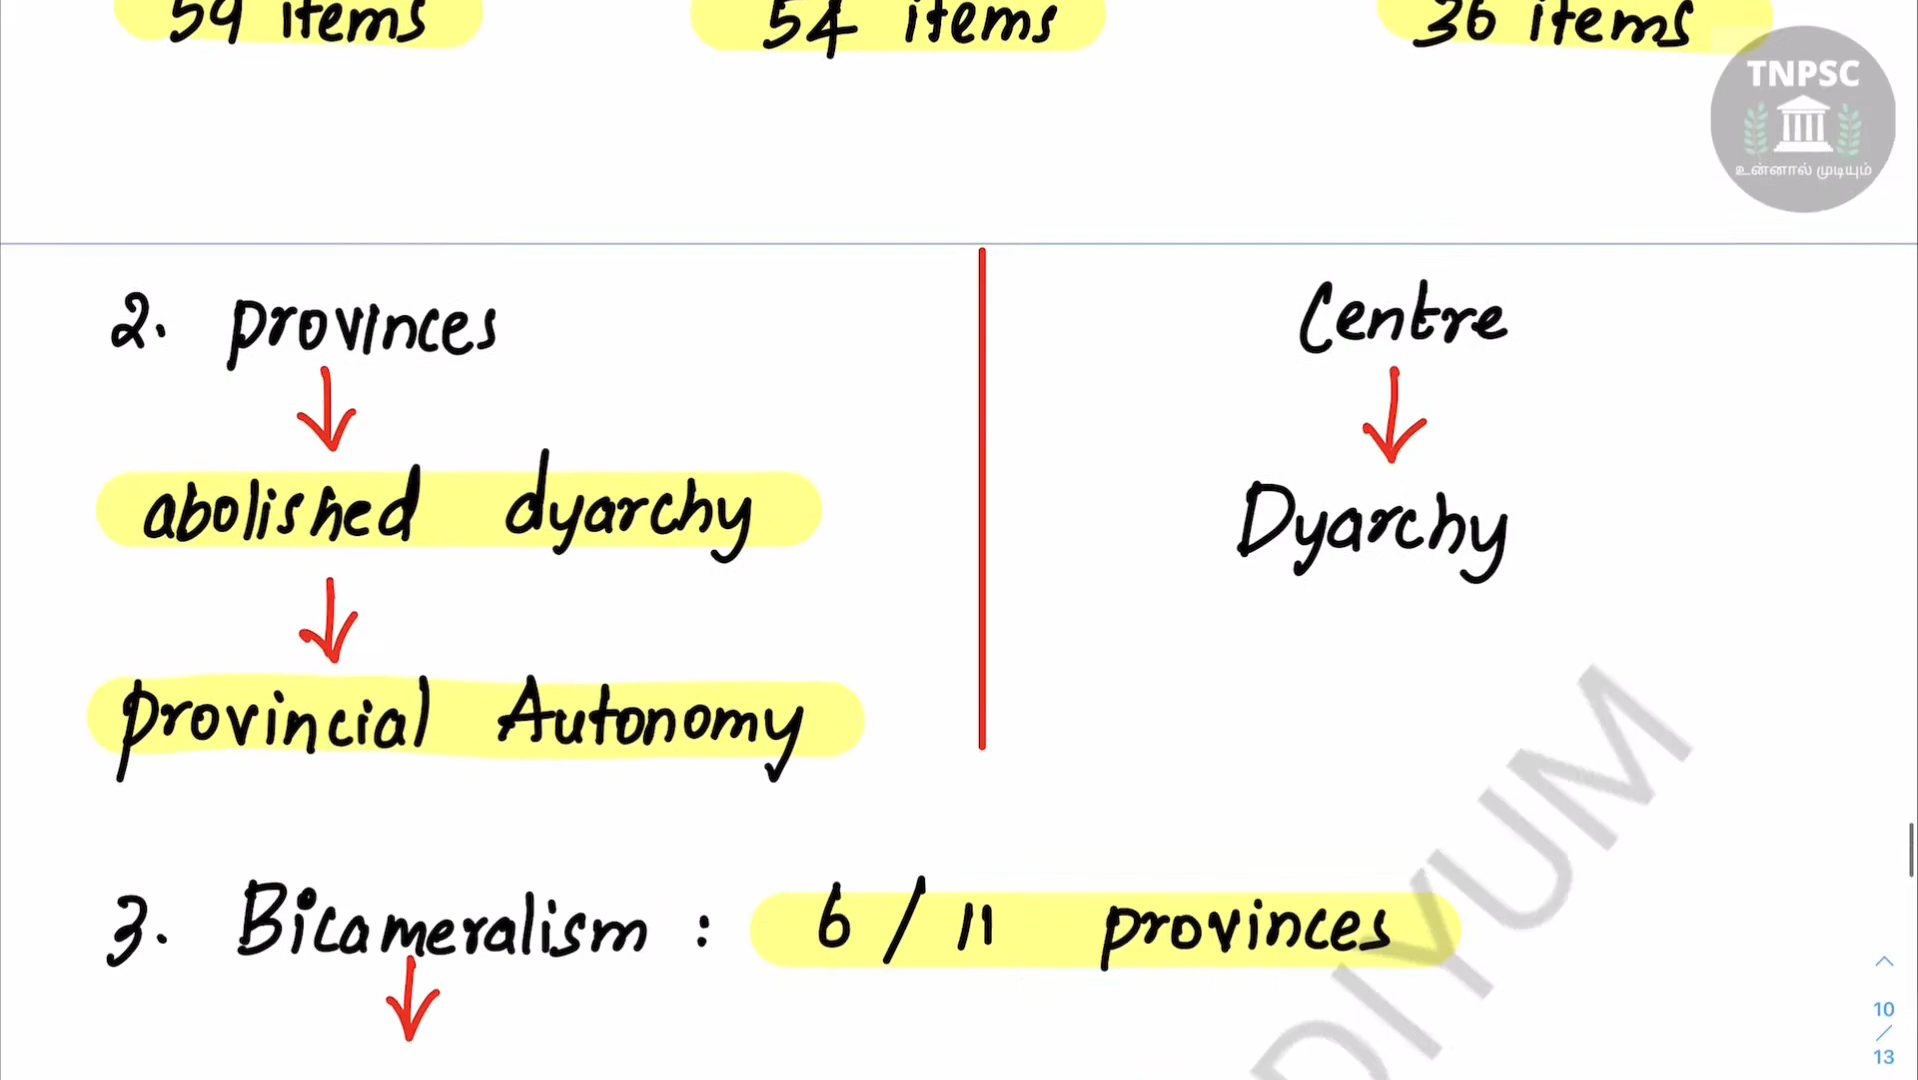 59 items 54 items 36 items
TNPSC
உன்னால் முடியும்
2. provinces Centre
abolished dyarchy Dyarchy
provincial Autonomy
3. Bicameralism : 6 / 11 provinces
DIYUM
10
/
13